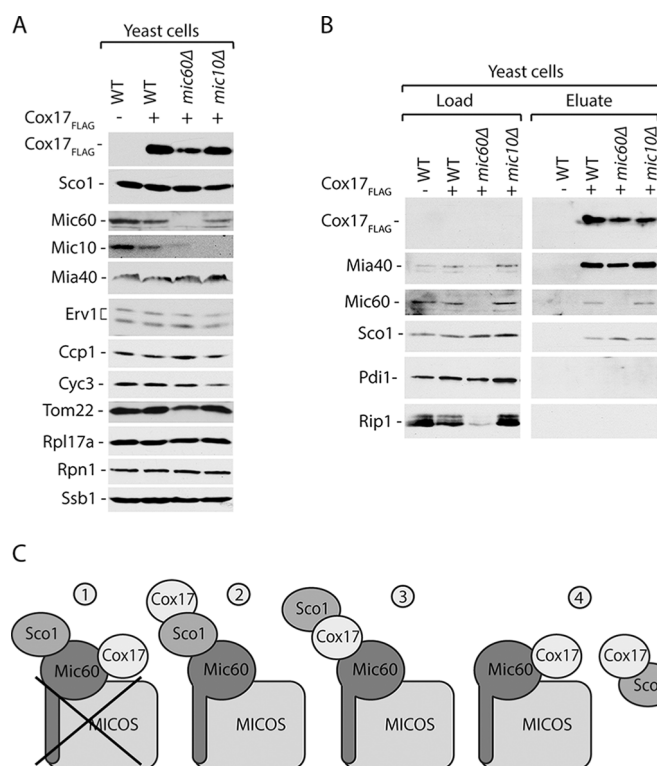 A
Yeast cells
WT WT mic60Δ mic10Δ
Cox17FLAG - + + +
Cox17FLAG -
Sco1 -
Mic60 -
Mic10 -
Mia40 -
Erv1 [
Ccp1 -
Cyc3 -
Tom22 -
Rpl17a -
Rpn1 -
Ssb1 -
B
Yeast cells
Load Eluate
WT WT mic60Δ mic10Δ WT WT mic60Δ mic10Δ
Cox17FLAG - + + + - + + +
Cox17FLAG -
Mia40 -
Mic60 -
Sco1 -
Pdi1 -
Rip1 -
C
1 2 3 4
Sco1 Cox17 Mic60 MICOS
Cox17 Sco1 Mic60 MICOS
Sco1 Cox17 Mic60 MICOS
Mic60 Cox17 MICOS Cox17 Sco